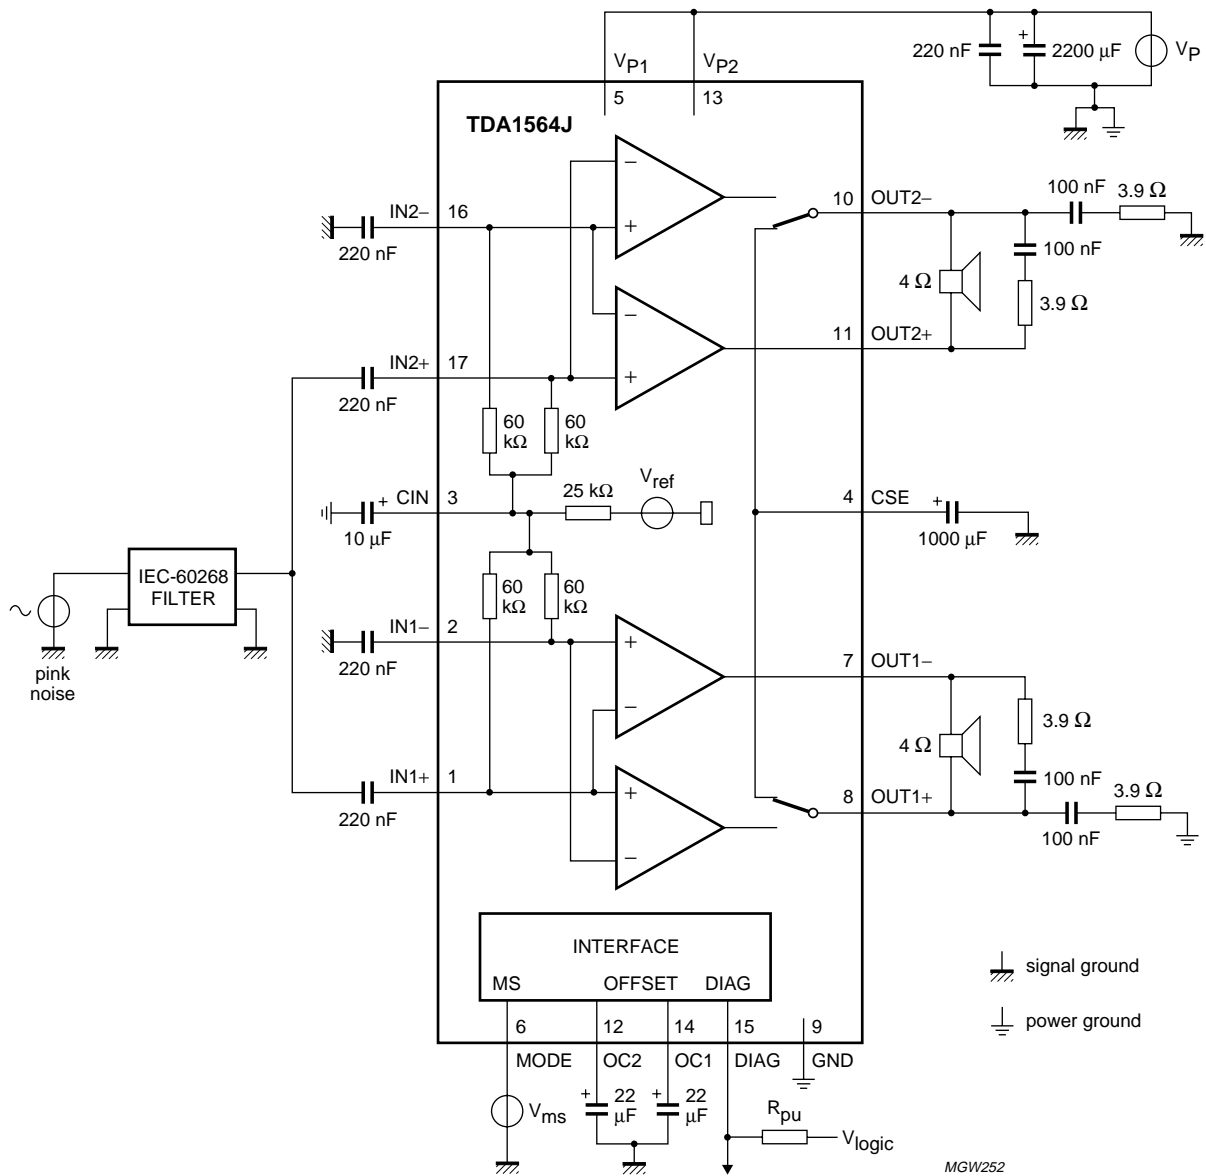 220 nF
+
2200 μF
VP
VP1
VP2
5
13
TDA1564J
−
+
IN2−
16
220 nF
10
OUT2−
100 nF
3.9 Ω
100 nF
4 Ω
3.9 Ω
−
+
11
OUT2+
IN2+
17
220 nF
60
kΩ
60
kΩ
+
CIN
3
10 μF
25 kΩ
Vref
4
CSE
+
1000 μF
IEC-60268
FILTER
∼
pink
noise
60
kΩ
60
kΩ
IN1−
2
220 nF
+
−
7
OUT1−
3.9 Ω
4 Ω
100 nF
IN1+
1
220 nF
+
−
8
OUT1+
3.9 Ω
100 nF
INTERFACE
MS
OFFSET
DIAG
6
12
14
15
9
MODE
OC2
OC1
DIAG
GND
Vms
+
22
μF
+
22
μF
Rpu
Vlogic
signal ground
power ground
MGW252